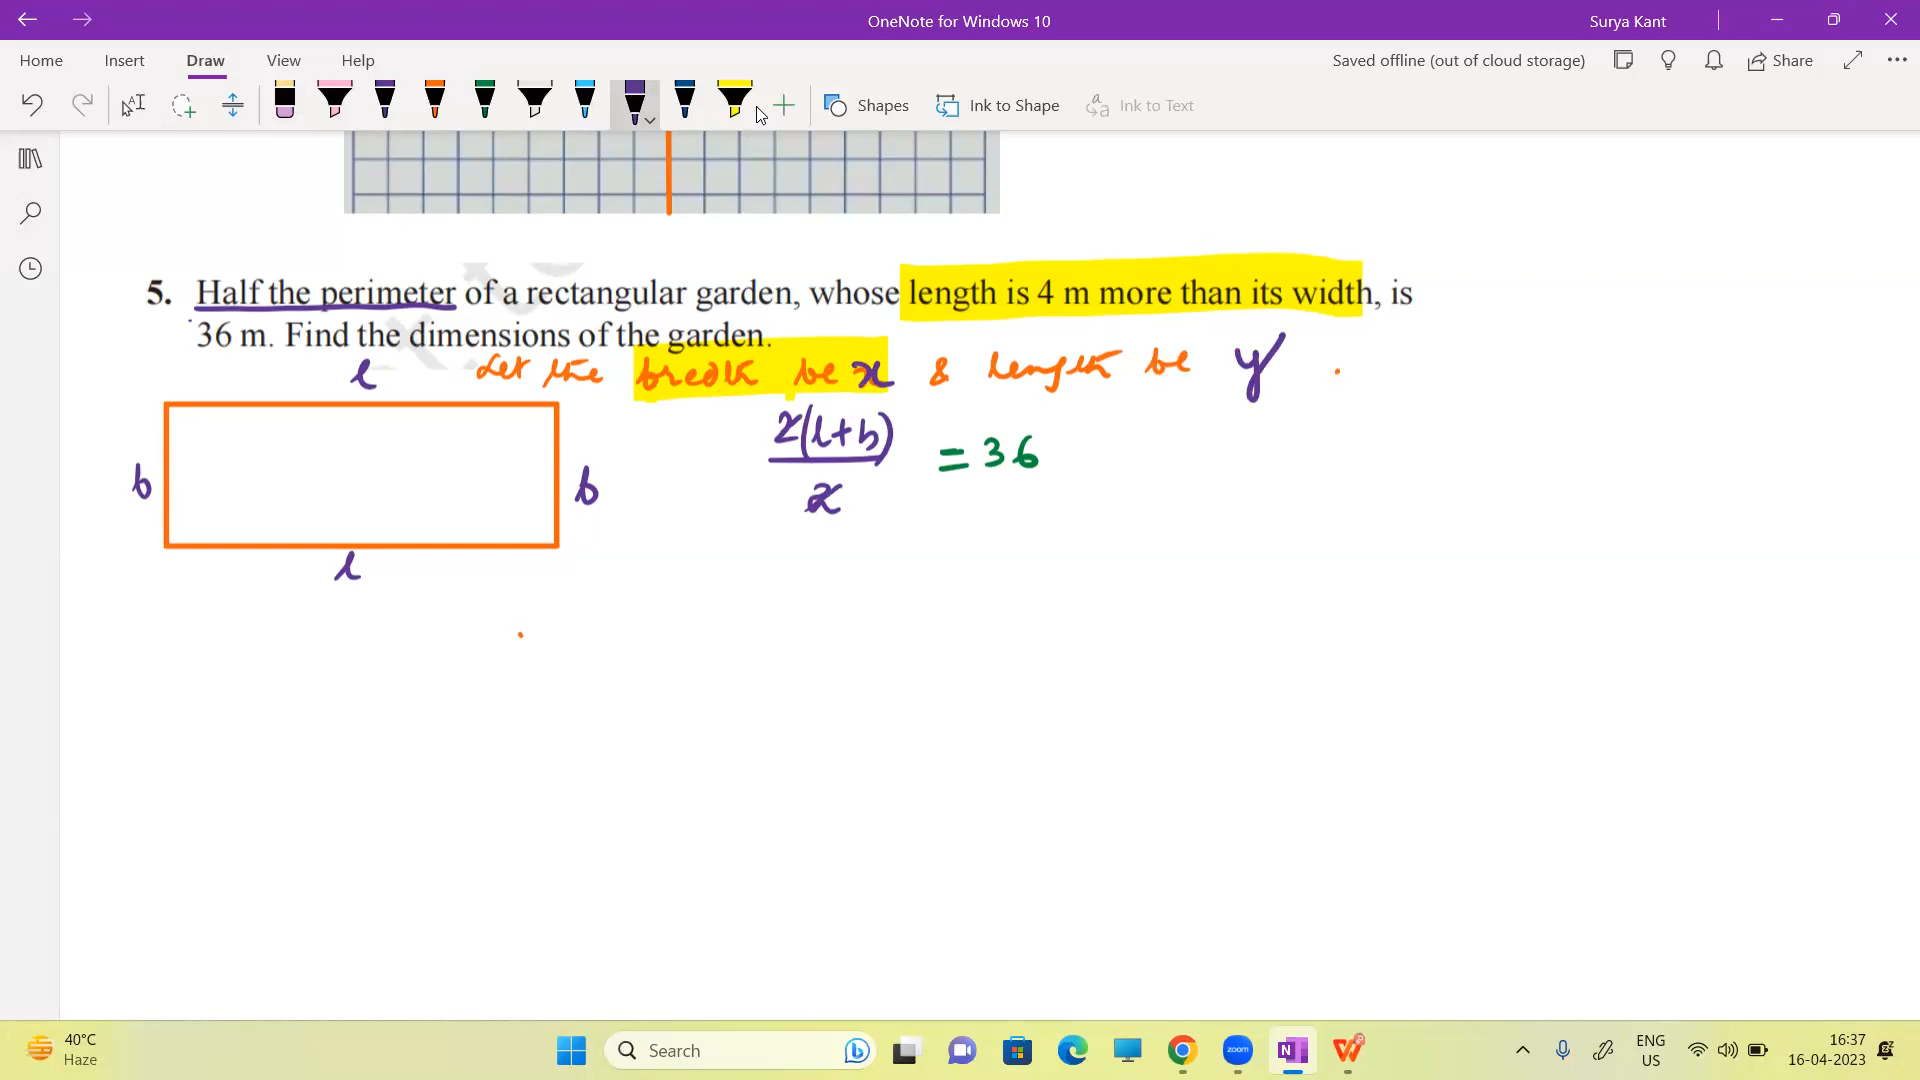 OneNote for Windows 10
Surya Kant
Home Insert Draw View Help
Saved offline (out of cloud storage) Share
Shapes Ink to Shape Ink to Text
5. Half the perimeter of a rectangular garden, whose length is 4 m more than its width, is
36 m. Find the dimensions of the garden.
l Let the bredth be x & length be y .
2(l+b)
= 36
2
b b
l
Search
40°C
Haze
zoom
ENG
US
16:37
16-04-2023